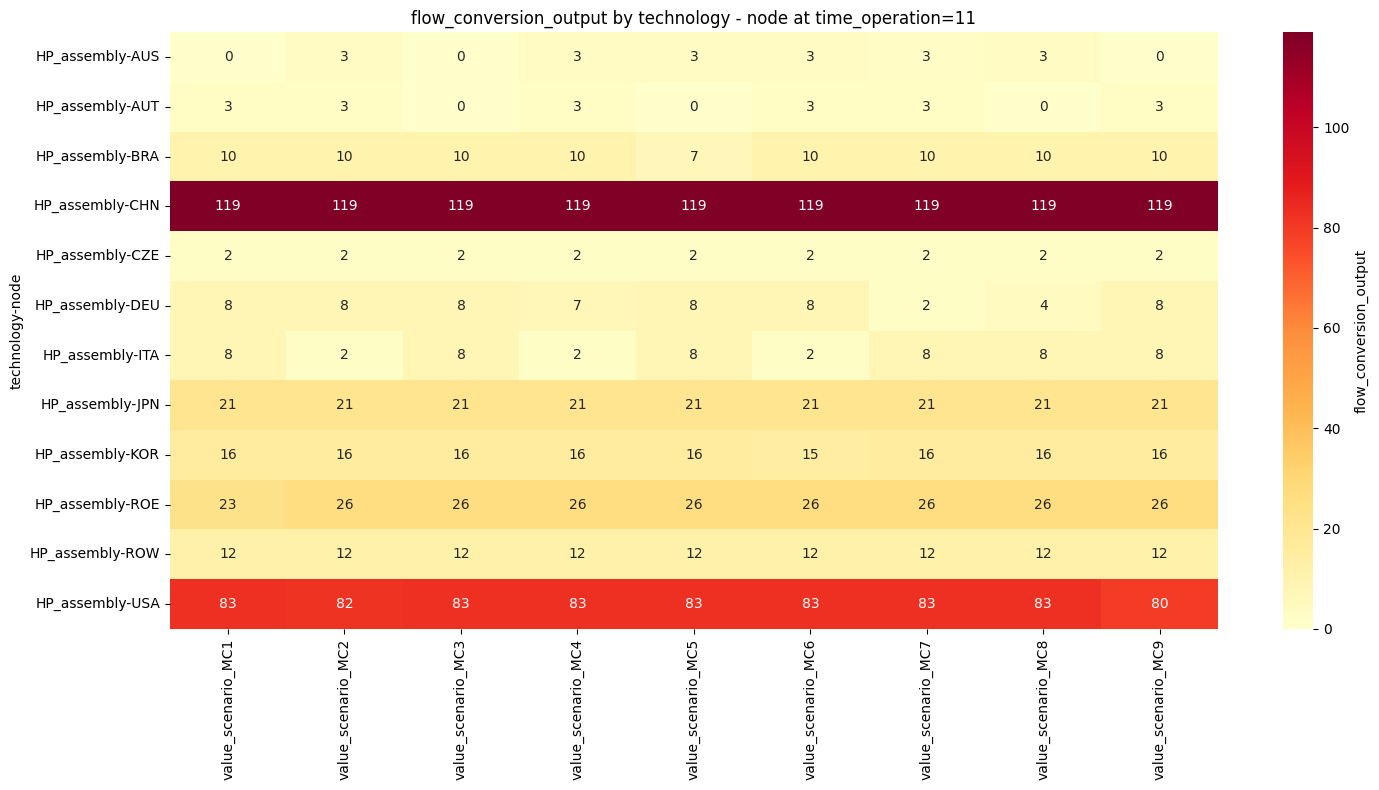 flow_conversion_output by technology - node at time_operation=11
technology-node
HP_assembly-AUS 0 3 0 3 3 3 3 3 0
HP_assembly-AUT 3 3 0 3 0 3 3 0 3
HP_assembly-BRA 10 10 10 10 7 10 10 10 10
HP_assembly-CHN 119 119 119 119 119 119 119 119 119
HP_assembly-CZE 2 2 2 2 2 2 2 2 2
HP_assembly-DEU 8 8 8 7 8 8 2 4 8
HP_assembly-ITA 8 2 8 2 8 2 8 8 8
HP_assembly-JPN 21 21 21 21 21 21 21 21 21
HP_assembly-KOR 16 16 16 16 16 15 16 16 16
HP_assembly-ROE 23 26 26 26 26 26 26 26 26
HP_assembly-ROW 12 12 12 12 12 12 12 12 12
HP_assembly-USA 83 82 83 83 83 83 83 83 80
value_scenario_MC1
value_scenario_MC2
value_scenario_MC3
value_scenario_MC4
value_scenario_MC5
value_scenario_MC6
value_scenario_MC7
value_scenario_MC8
value_scenario_MC9
100
80
60
40
20
0
flow_conversion_output